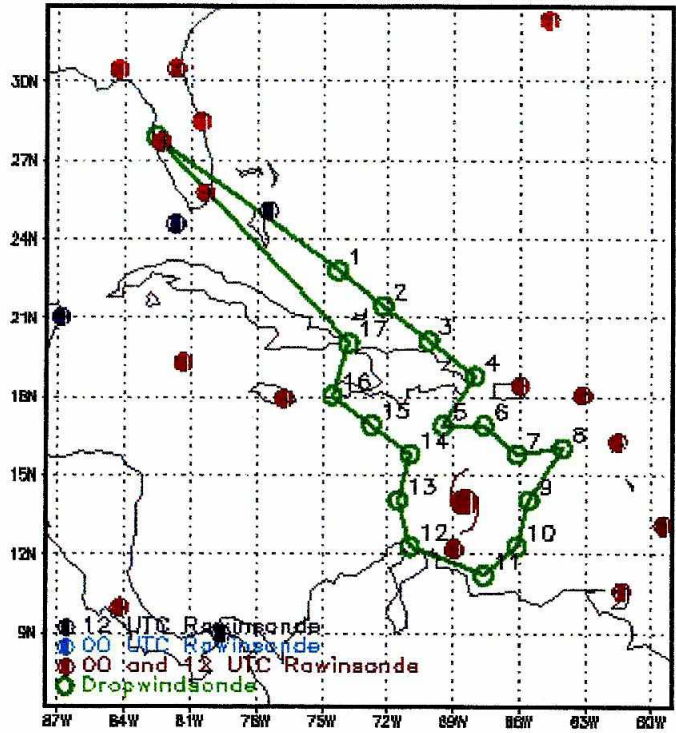 30N
27N
1
24N
2
3
21N
17
4
16
18N
5
6
15
7
8
14
15N
13
9
12
10
12N
11
12 UTC Rawinsonde
9N
00 UTC Rawinsonde
00 and 12 UTC Rawinsonde
Dropwindsonde
87W 84W 81W 78W 75W 72W 69W 66W 63W 60W